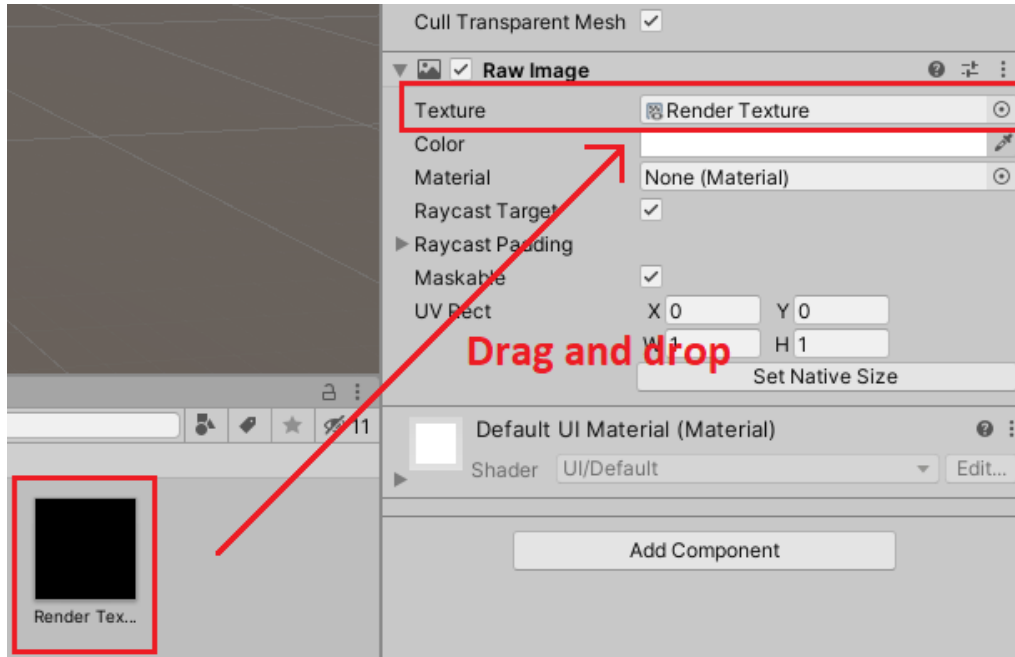 Cull Transparent Mesh
Raw Image
Texture Render Texture
Color
Material None (Material)
Raycast Target
Raycast Padding
Maskable
UV Rect X 0 Y 0
W 1 H 1
Drag and drop
Set Native Size
11
Default UI Material (Material)
Shader UI/Default Edit...
Add Component
Render Tex...